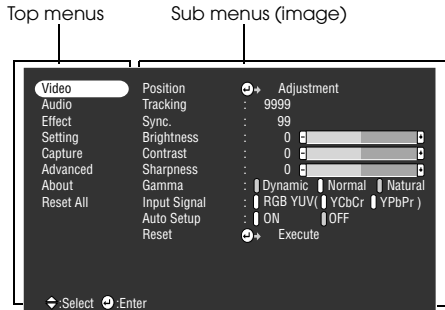 Top menus Sub menus (image)
Video Position Adjustment
Audio Tracking : 9999
Effect Sync. : 99
Setting Brightness : 0 - +
Capture Contrast : 0 - +
Advanced Sharpness : 0 - +
About Gamma : Dynamic Normal Natural
Reset All Input Signal : RGB YUV( YCbCr YPbPr )
Auto Setup : ON OFF
Reset Execute
:Select :Enter